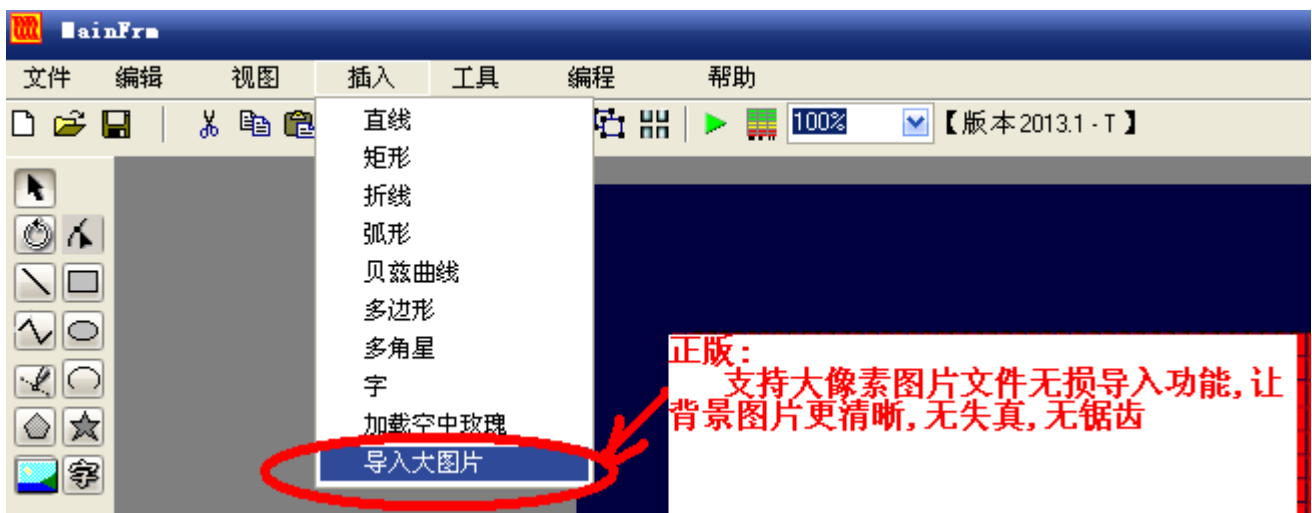 MainFrm
文件 编辑 视图 插入 工具 编程 帮助
100% 【版本2013.1 - T】
直线
矩形
折线
弧形
贝兹曲线
多边形
多角星
字
加载空中玫瑰
导入大图片
字
正版:
支持大像素图片文件无损导入功能,让
背景图片更清晰,无失真,无锯齿